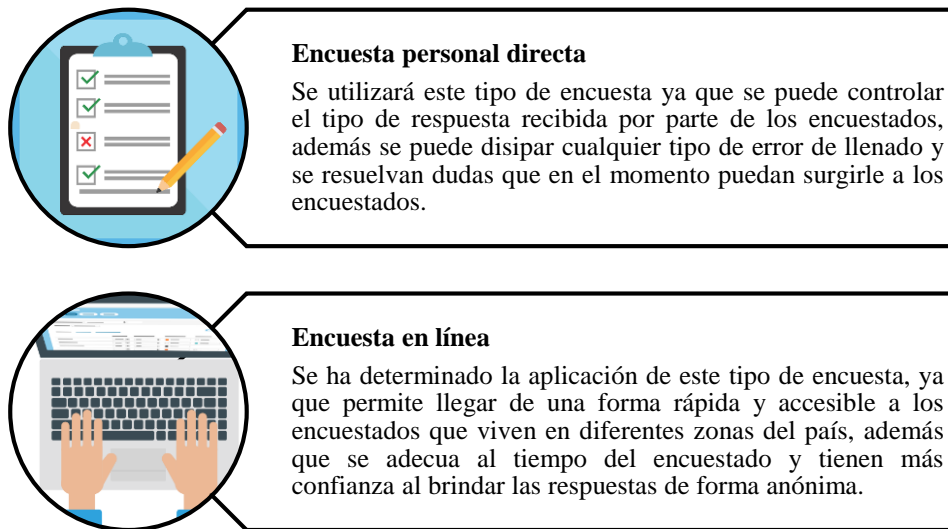 Encuesta personal directa
Se utilizará este tipo de encuesta ya que se puede controlar
el tipo de respuesta recibida por parte de los encuestados,
además se puede disipar cualquier tipo de error de llenado y
se resuelvan dudas que en el momento puedan surgirle a los
encuestados.
Encuesta en línea
Se ha determinado la aplicación de este tipo de encuesta, ya
que permite llegar de una forma rápida y accesible a los
encuestados que viven en diferentes zonas del país, además
que se adecua al tiempo del encuestado y tienen más
confianza al brindar las respuestas de forma anónima.